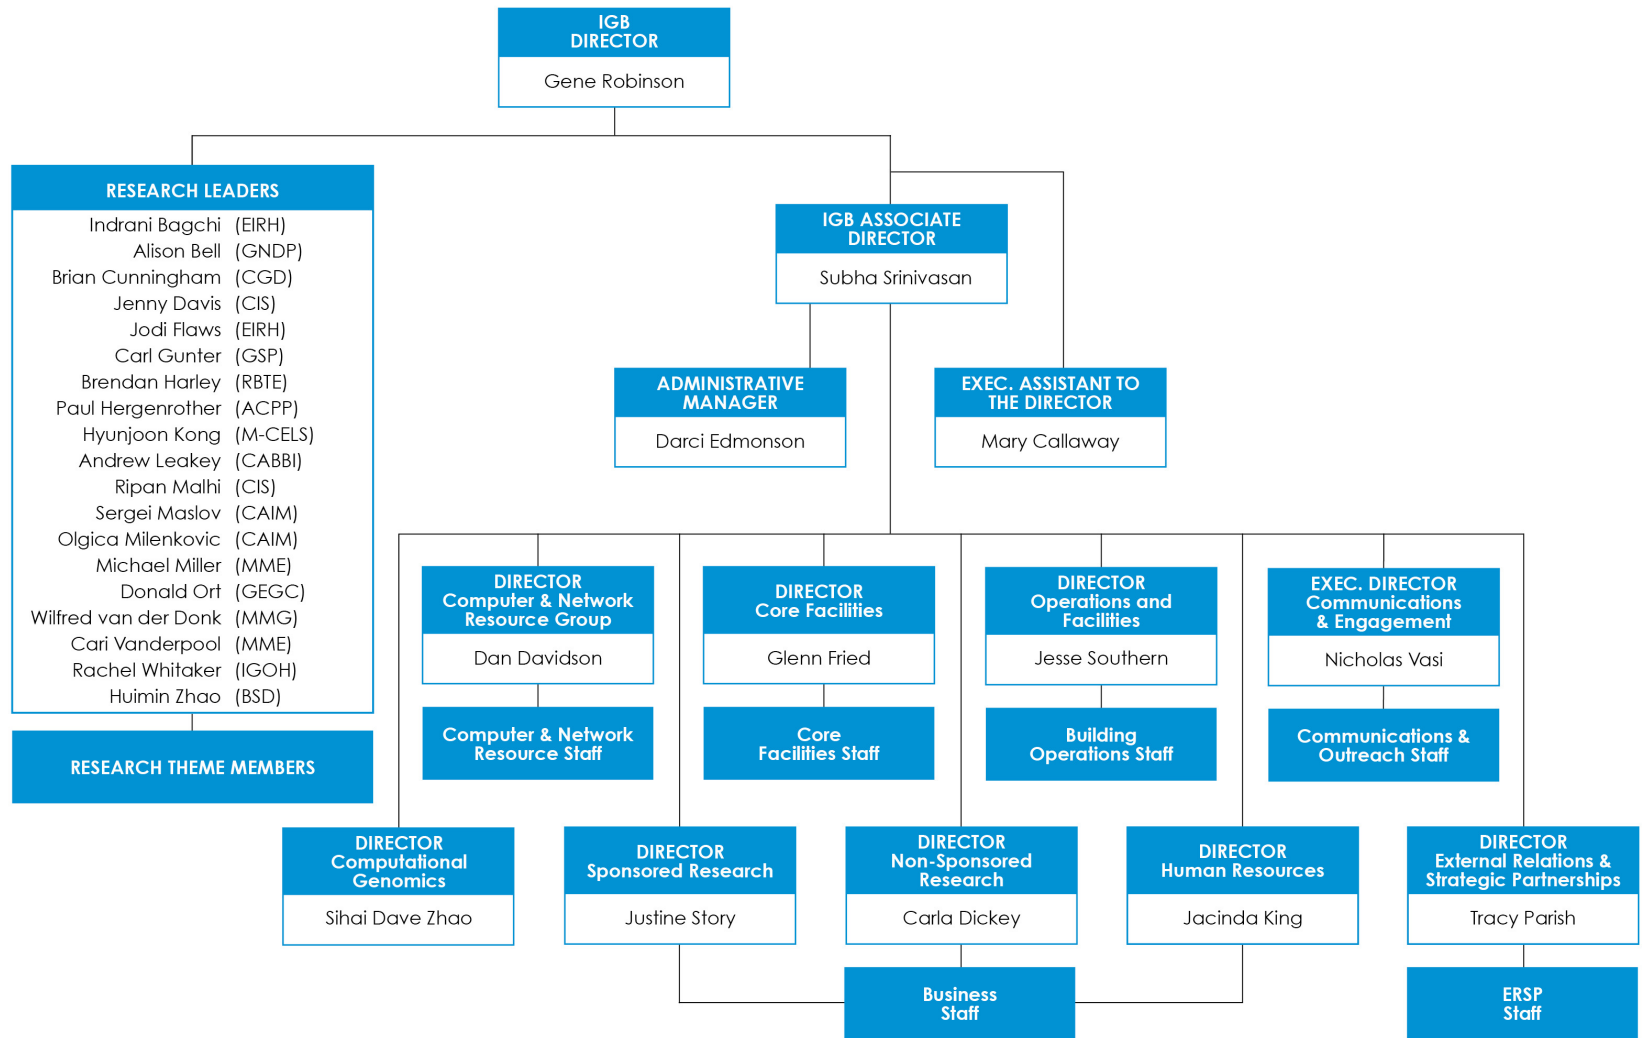 IGB
DIRECTOR
Gene Robinson
RESEARCH LEADERS
Indrani Bagchi (EIRH)
Alison Bell (GNDP)
Brian Cunningham (CGD)
Jenny Davis (CIS)
Jodi Flaws (EIRH)
Carl Gunter (GSP)
Brendan Harley (RBTE)
Paul Hergenrother (ACPP)
Hyunjoon Kong (M-CELS)
Andrew Leakey (CABBI)
Ripan Malhi (CIS)
Sergei Maslov (CAIM)
Olgica Milenkovic (CAIM)
Michael Miller (MME)
Donald Ort (GEGC)
Wilfred van der Donk (MMG)
Cari Vanderpool (MME)
Rachel Whitaker (IGOH)
Huimin Zhao (BSD)
RESEARCH THEME MEMBERS
IGB ASSOCIATE
DIRECTOR
Subha Srinivasan
ADMINISTRATIVE
MANAGER
Darci Edmonson
EXEC. ASSISTANT TO
THE DIRECTOR
Mary Callaway
DIRECTOR
Computer & Network
Resource Group
Dan Davidson
Computer & Network
Resource Staff
DIRECTOR
Core Facilities
Glenn Fried
Core
Facilities Staff
DIRECTOR
Operations and
Facilities
Jesse Southern
Building
Operations Staff
EXEC. DIRECTOR
Communications
& Engagement
Nicholas Vasi
Communications &
Outreach Staff
DIRECTOR
Computational
Genomics
Sihai Dave Zhao
DIRECTOR
Sponsored Research
Justine Story
DIRECTOR
Non-Sponsored
Research
Carla Dickey
DIRECTOR
Human Resources
Jacinda King
DIRECTOR
External Relations &
Strategic Partnerships
Tracy Parish
Business
Staff
ERSP
Staff